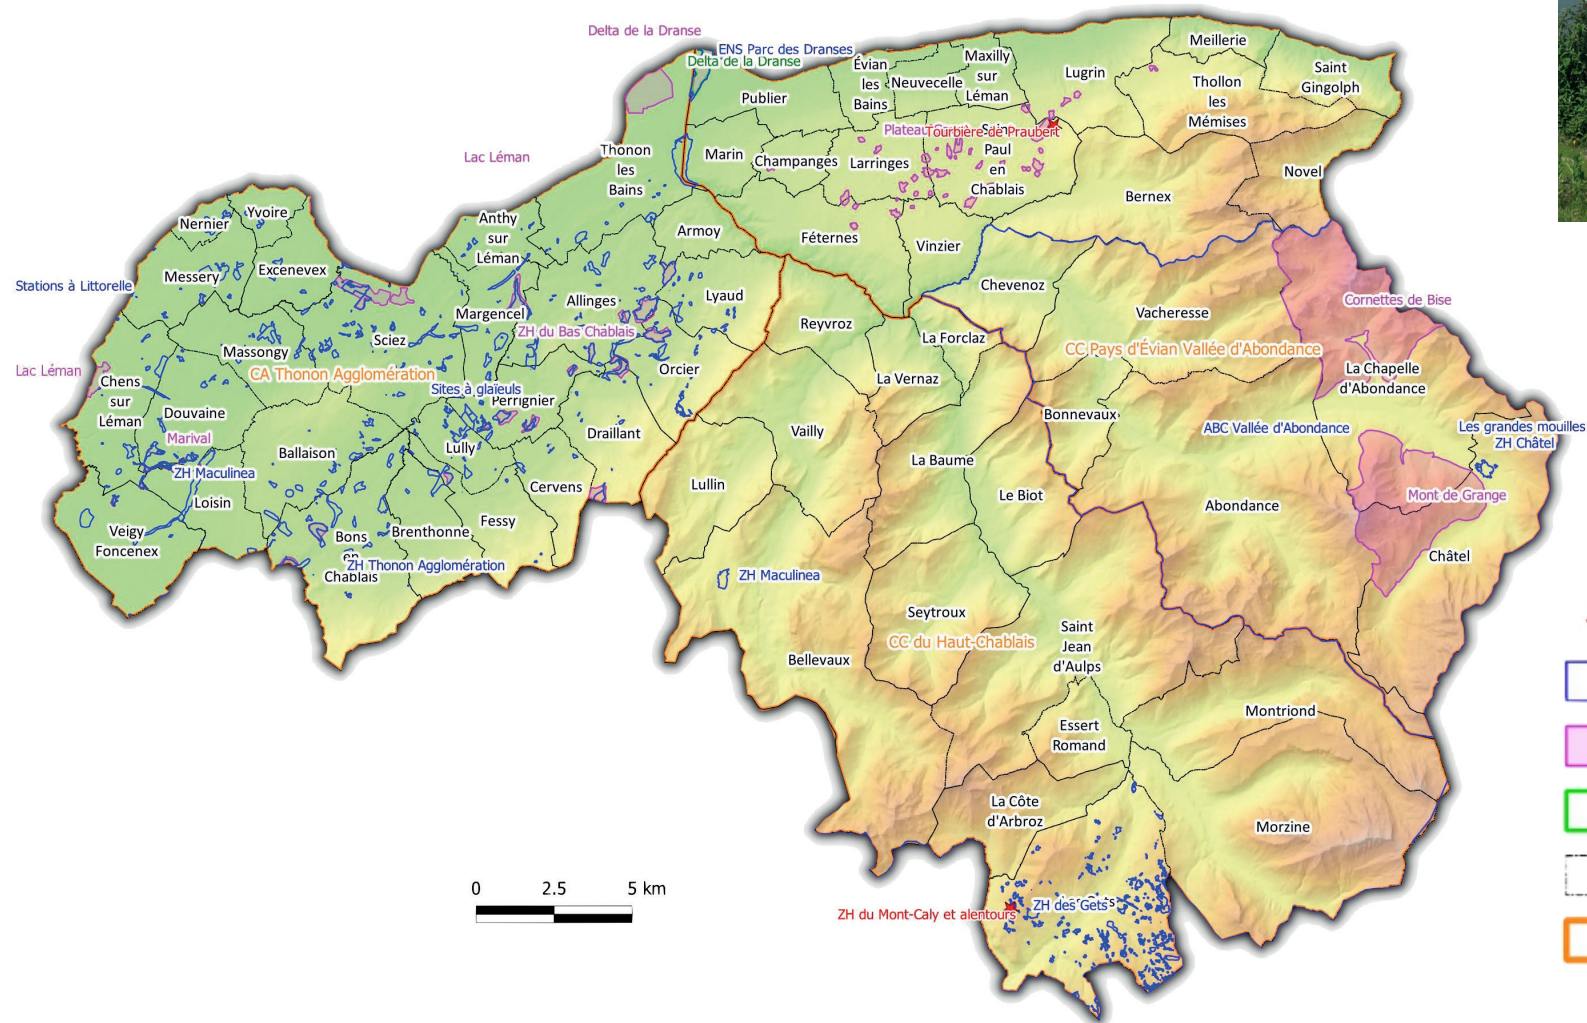 Delta de la Dranse
ENS Parc des Dranses
Delta de la Dranse
Meillerie
Maxilly
sur
Léman
Évian
les
Bains
Neuvecelle
Lugrin
Saint
Gingolph
Thollon
les
Mémises
Publier
Plateau
Tourbière de Praubert
Saint
Paul
en
Chablais
Lac Léman
Thonon
les
Bains
Marin
Champanges
Larringes
Novel
Bernex
Nernier
Yvoire
Anthy
sur
Léman
Armoy
Féternes
Vinzier
Messery
Excenevex
Stations à Littorelle
Chevenoz
Cornettes de Bise
Allinges
Lyaud
Margencel
Vacheresse
ZH du Bas Chablais
Reyvroz
La Forclaz
Sciez
Massongy
CC Pays d'Évian Vallée d'Abondance
Lac Léman
CA Thonon Agglomération
Orcier
La Vernaz
La Chapelle
d'Abondance
Chens
sur
Léman
Sites à glaïeuls
Perrignier
Douvaine
Bonnevaux
ABC Vallée d'Abondance
Les grandes mouilles
ZH Châtel
Marival
Draillant
Vailly
Ballaison
Lully
ZH Maculinea
La Baume
Cervens
Lullin
Le Biot
Mont de Grange
Loisin
Abondance
Veigy
Foncenex
Bons
en
Chablais
Brenthonne
Fessy
ZH Thonon Agglomération
Châtel
ZH Maculinea
Seytroux
CC du Haut-Chablais
Saint
Jean
d'Aulps
Bellevaux
Montriond
Essert
Romand
La Côte
d'Arbroz
Morzine
0 2.5 5 km
ZH du Mont-Caly et alentours
ZH des Gets